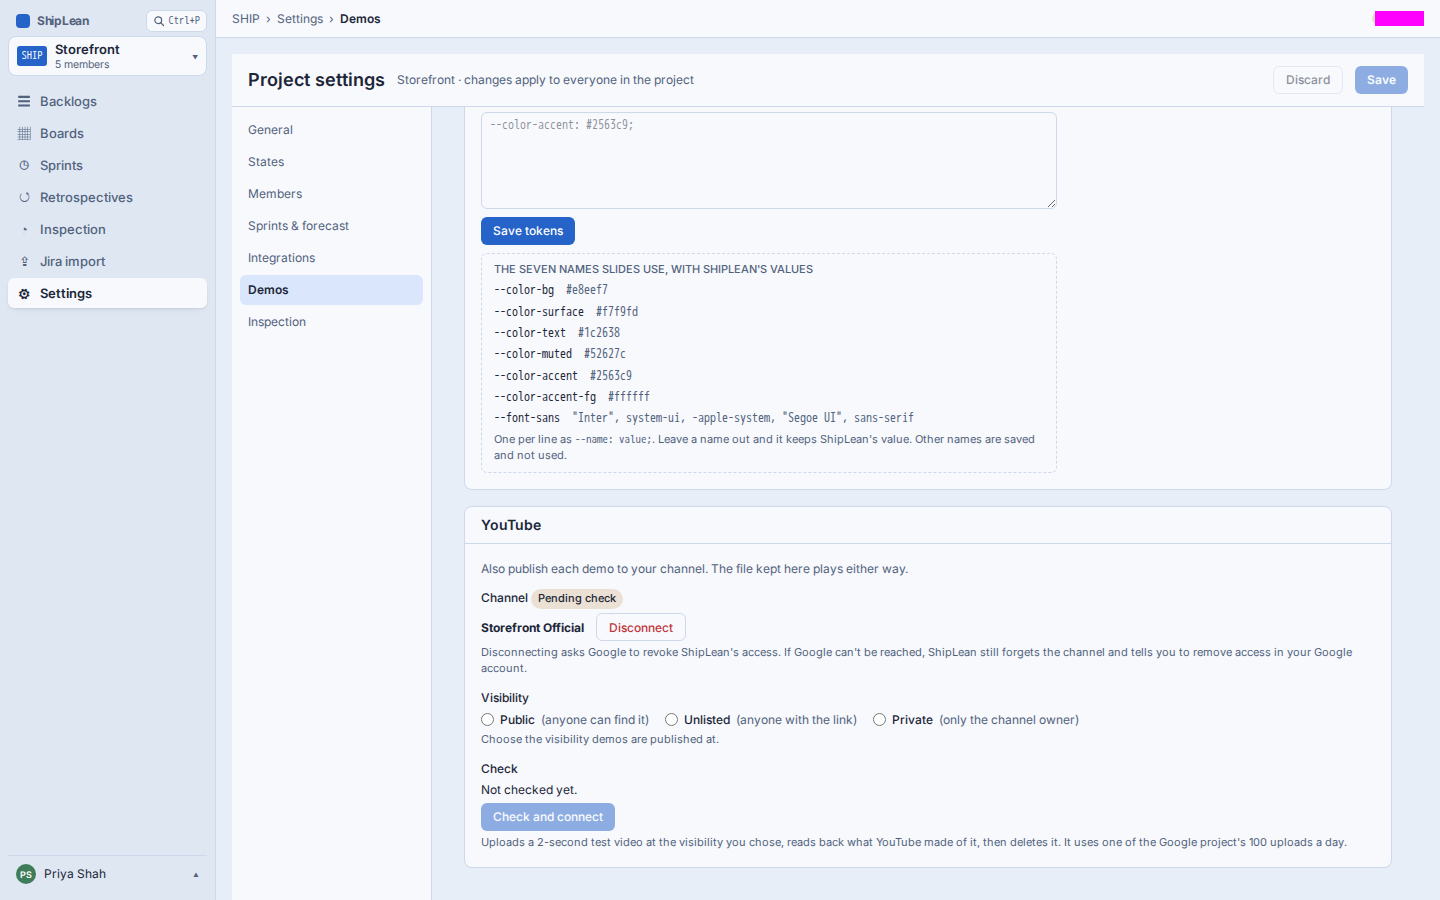 ShipLean
Ctrl+P
SHIP
Storefront
5 members
Backlogs
Boards
Sprints
Retrospectives
Inspection
Jira import
Settings
PS
Priya Shah
SHIP › Settings › Demos
Project settings
Storefront · changes apply to everyone in the project
Discard
Save
General
States
Members
Sprints & forecast
Integrations
Demos
Inspection
--color-accent: #2563c9;
Save tokens
THE SEVEN NAMES SLIDES USE, WITH SHIPLEAN'S VALUES
--color-bg #e8eef7
--color-surface #f7f9fd
--color-text #1c2638
--color-muted #52627c
--color-accent #2563c9
--color-accent-fg #ffffff
--font-sans "Inter", system-ui, -apple-system, "Segoe UI", sans-serif
One per line as --name: value;. Leave a name out and it keeps ShipLean's value. Other names are saved
and not used.
YouTube
Also publish each demo to your channel. The file kept here plays either way.
Channel Pending check
Storefront Official
Disconnect
Disconnecting asks Google to revoke ShipLean's access. If Google can't be reached, ShipLean still forgets the channel and tells you to remove access in your Google
account.
Visibility
Public (anyone can find it)
Unlisted (anyone with the link)
Private (only the channel owner)
Choose the visibility demos are published at.
Check
Not checked yet.
Check and connect
Uploads a 2-second test video at the visibility you chose, reads back what YouTube made of it, then deletes it. It uses one of the Google project's 100 uploads a day.